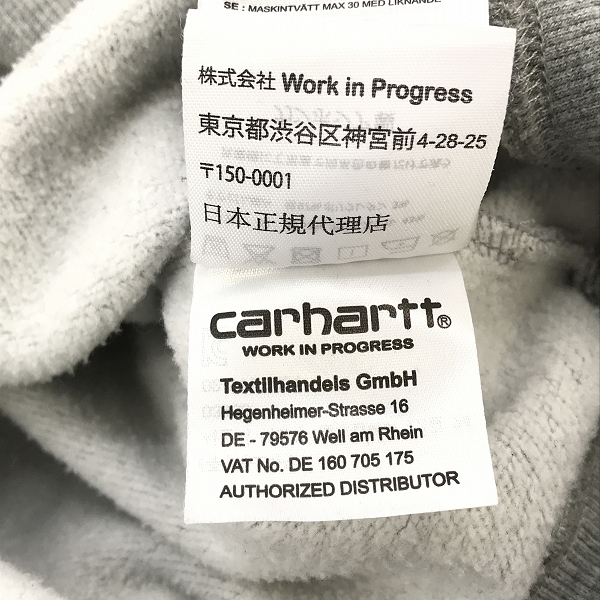 SE : MASKINTVÄTT MAX 30 MED LIKNANDE
株式会社 Work in Progress
東京都渋谷区神宮前4-28-25
〒150-0001
日本正規代理店
carhartt®
WORK IN PROGRESS
Textilhandels GmbH
Hegenheimer-Strasse 16
DE - 79576 Weil am Rhein
VAT No. DE 160 705 175
AUTHORIZED DISTRIBUTOR